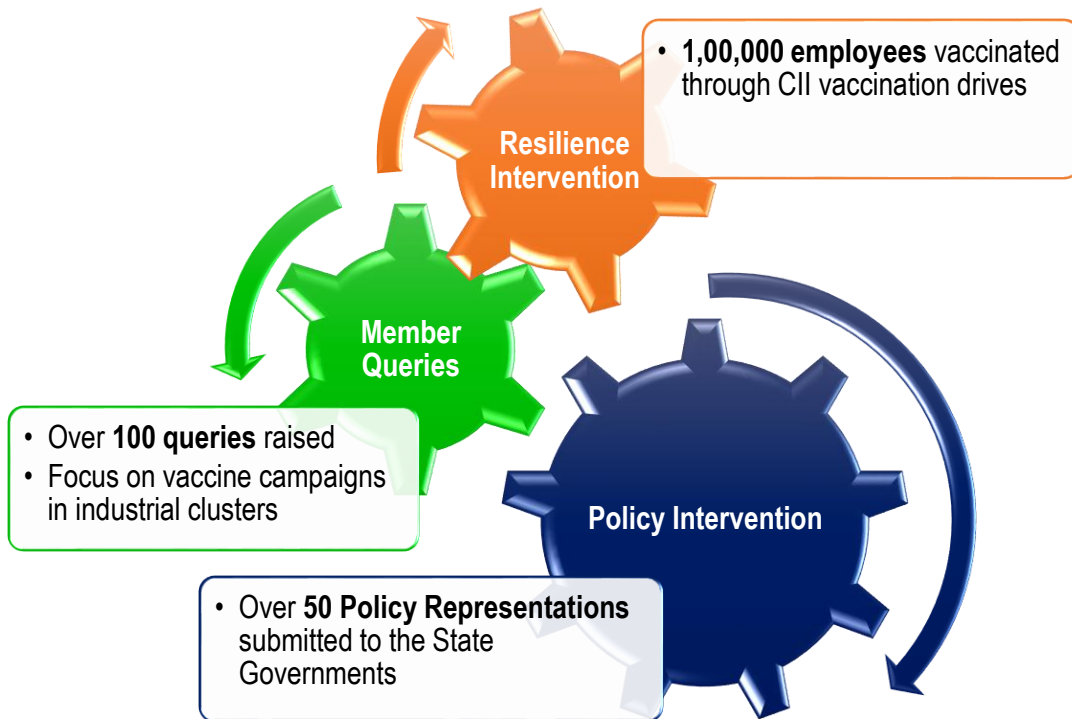 • 1,00,000 employees vaccinated
through CII vaccination drives
Resilience
Intervention
Member
Queries
• Over 100 queries raised
• Focus on vaccine campaigns
in industrial clusters
Policy Intervention
• Over 50 Policy Representations
submitted to the State
Governments